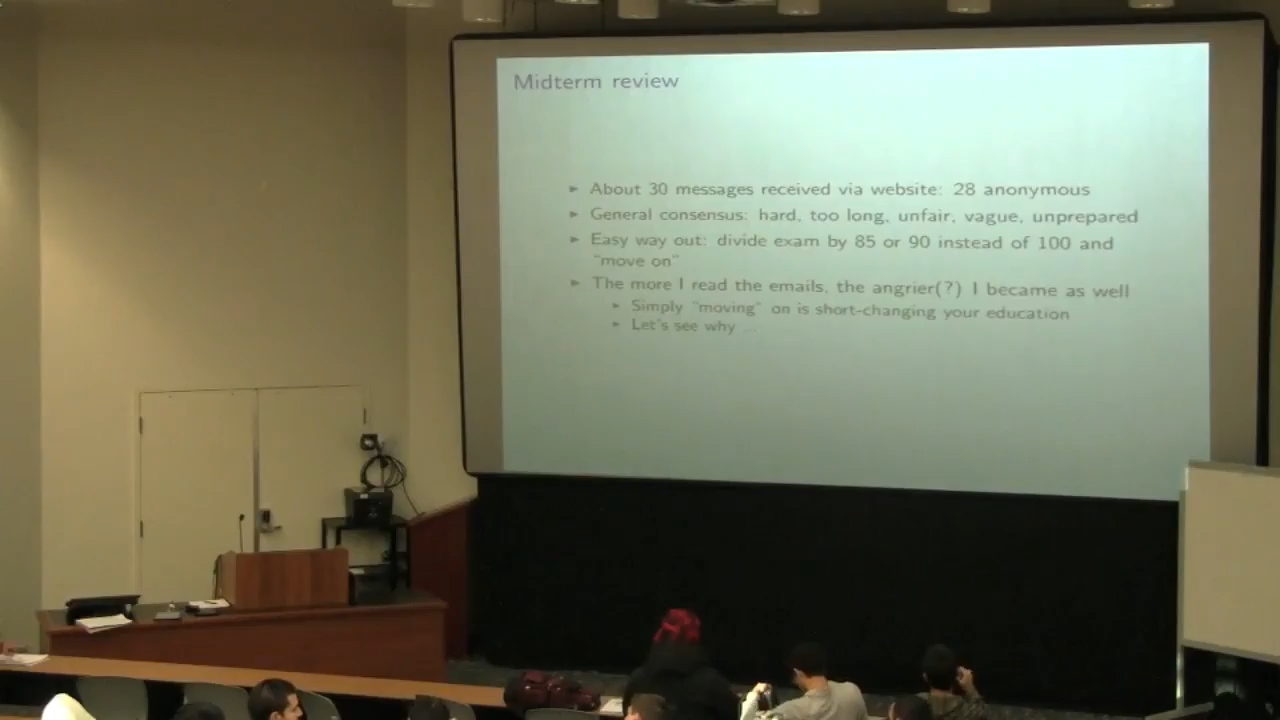 Midterm review
► About 30 messages received via website: 28 anonymous
► General consensus: hard, too long, unfair, vague, unprepared
► Easy way out: divide exam by 85 or 90 instead of 100 and
"move on"
► The more I read the emails, the angrier(?) I became as well
► Simply "moving" on is short-changing your education
► Let's see why ...